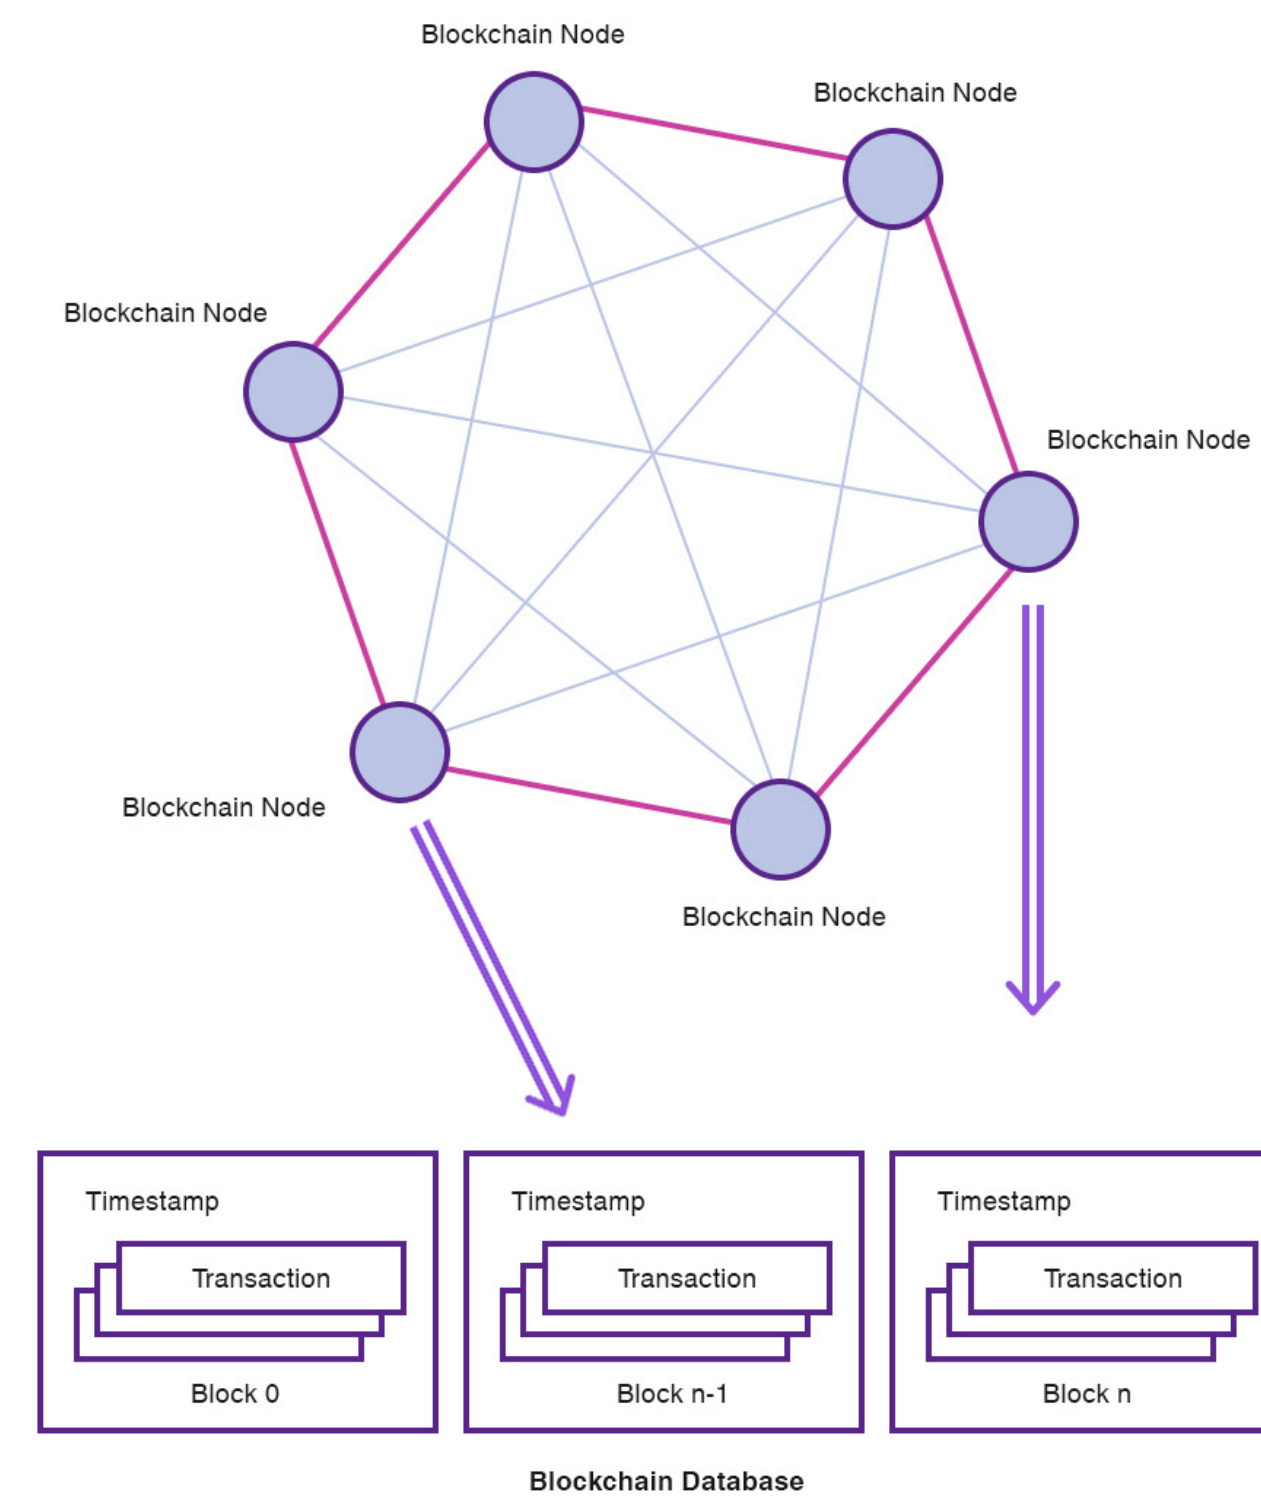 Blockchain Node
Blockchain Node
Blockchain Node
Blockchain Node
Blockchain Node
Blockchain Node
Timestamp
Transaction
Block 0
Timestamp
Transaction
Block n-1
Timestamp
Transaction
Block n
Blockchain Database